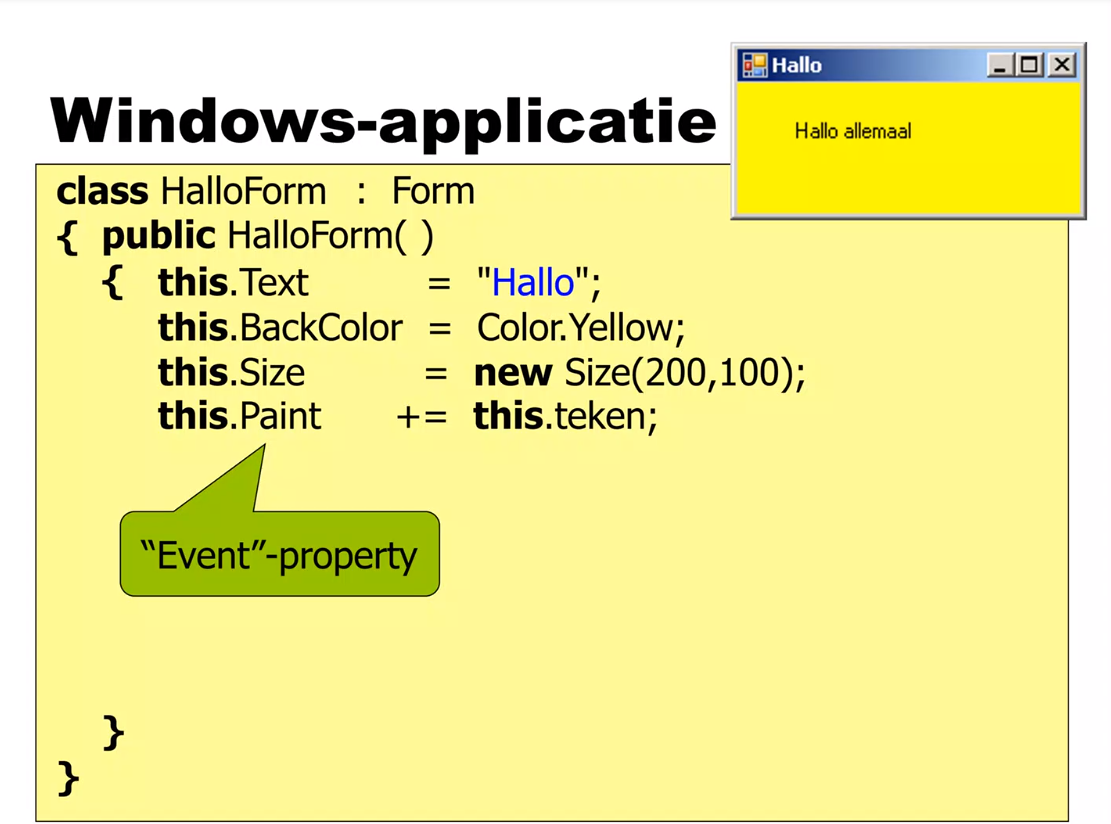 Hallo
Hallo allemaal
Windows-applicatie
class HalloForm : Form
{ public HalloForm( )
{ this.Text = "Hallo";
this.BackColor = Color.Yellow;
this.Size = new Size(200,100);
this.Paint += this.teken;
“Event”-property
}
}